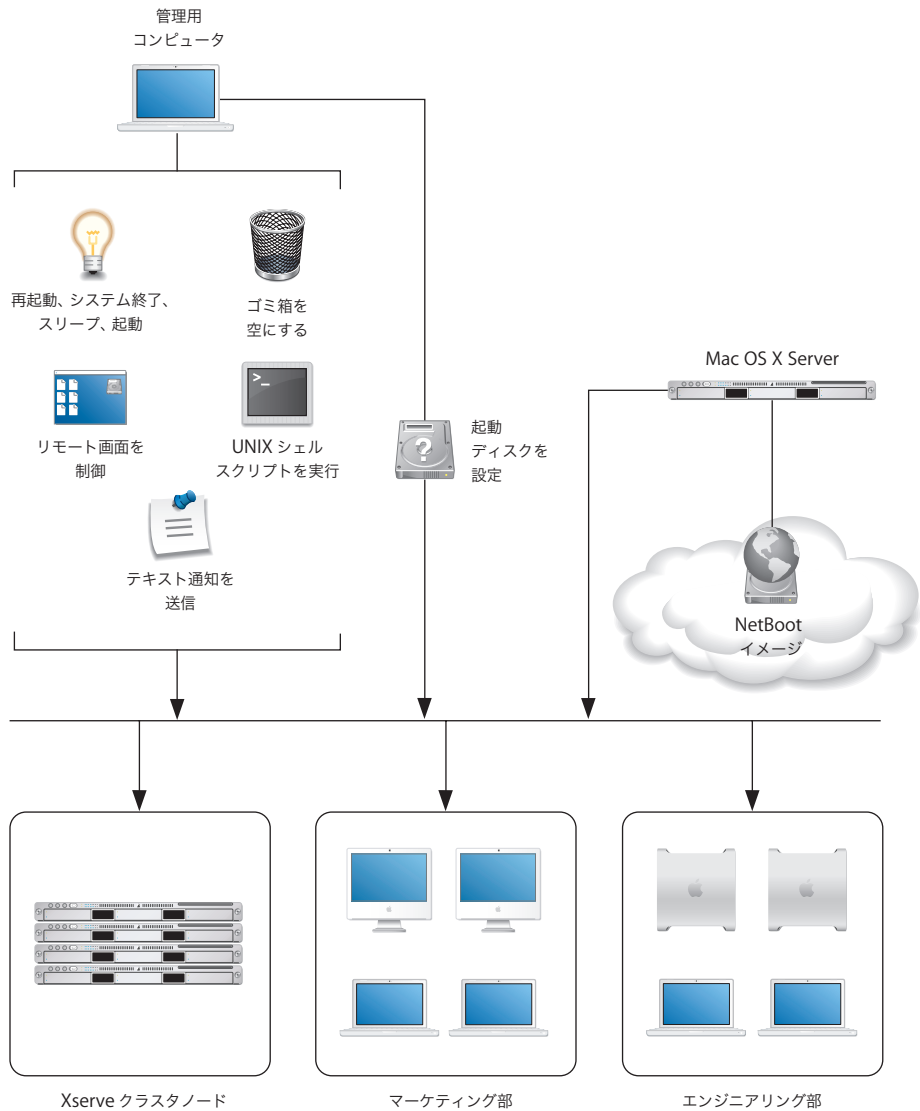 管理用
コンピュータ
再起動、システム終了、
スリープ、起動
ゴミ箱を
空にする
リモート画面を
制御
>_
UNIX シェル
スクリプトを実行
テキスト通知を
送信
?
起動
ディスクを
設定
Mac OS X Server
NetBoot
イメージ
Xserve クラスタノード
マーケティング部
エンジニアリング部